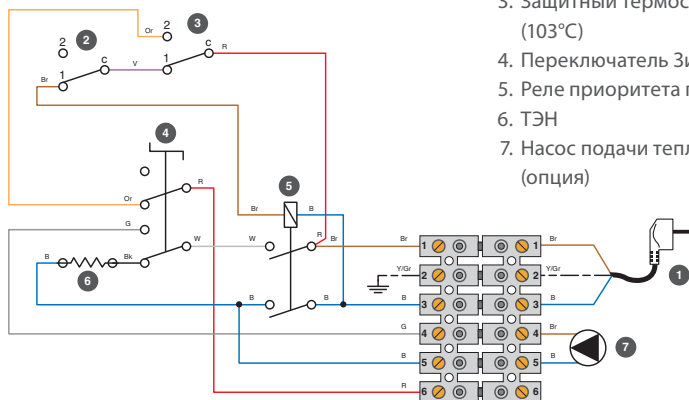 3. Защитный термос
(103°C)
4. Переключатель Зи
5. Реле приоритета п
6. ТЭН
7. Насос подачи тепл
(опция)
2
3
Or
2
2
C
R
1
C
V
1
Br
4
5
R
Br
B
Or
G
W
W
R
Br
B
Bk
6
B
B
Br
1
1
Br
Y/Gr
2
2
Y/Gr
1
B
3
3
B
G
4
4
Br
7
B
5
5
B
R
6
6